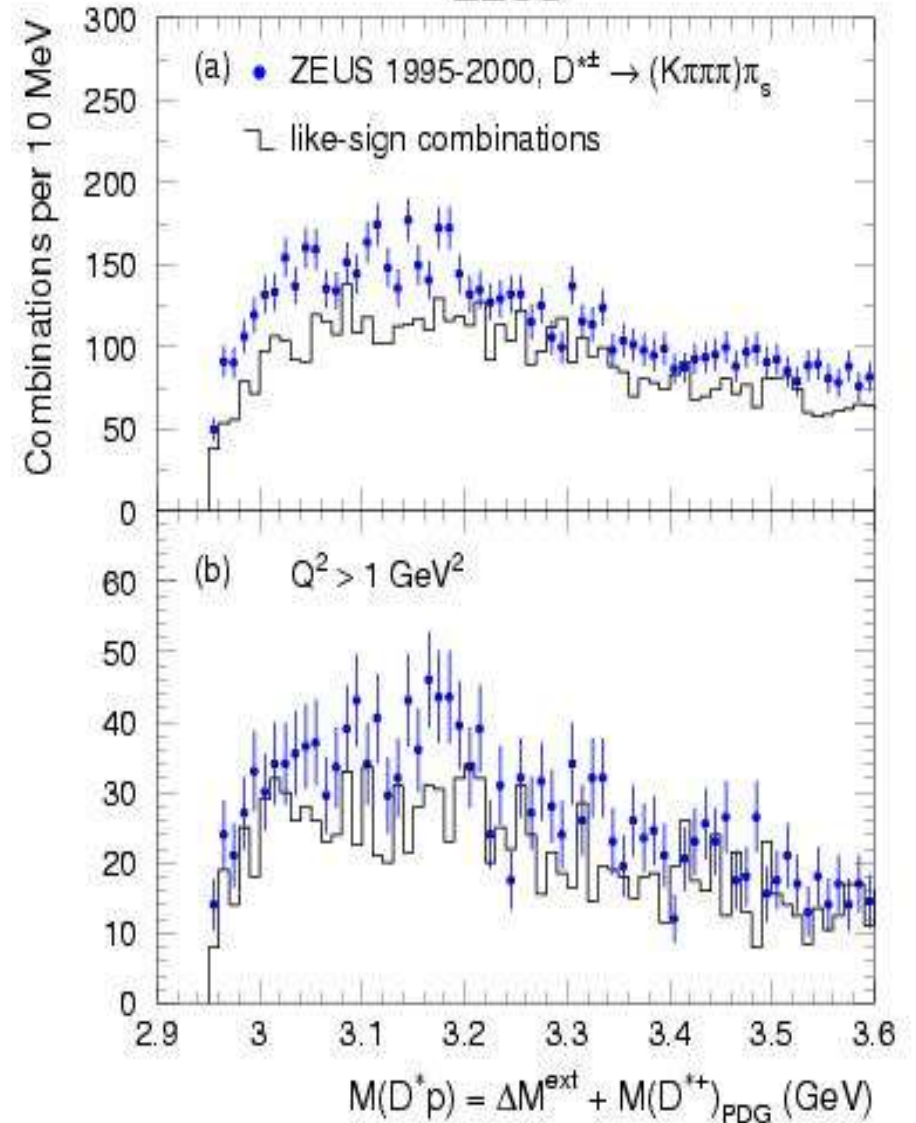 300
250
200
150
100
50
0
Combinations per 10 MeV
(a) ZEUS 1995-2000, D*± → (Kπππ)πs
like-sign combinations
(b) Q² > 1 GeV²
60
50
40
30
20
10
0
2.9 3 3.1 3.2 3.3 3.4 3.5 3.6
M(D*p) = ΔM^ext + M(D*+)PDG (GeV)